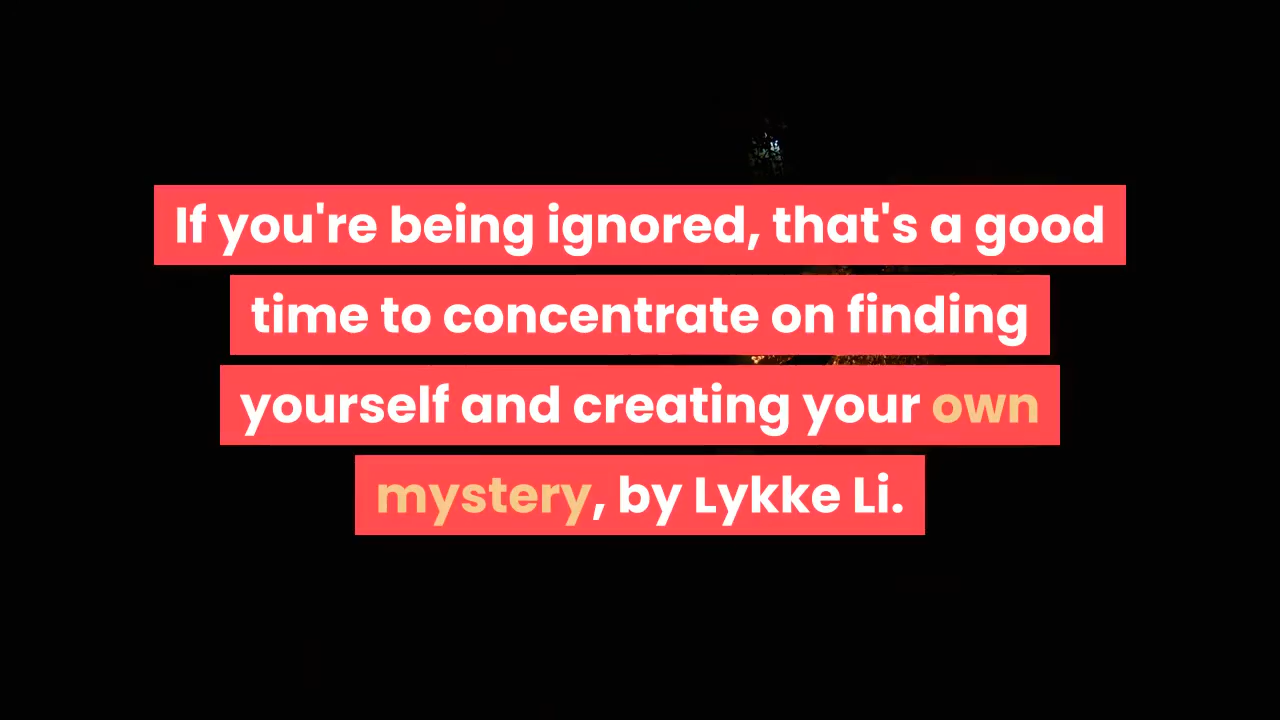 If you're being ignored, that's a good
time to concentrate on finding
yourself and creating your own
mystery, by Lykke Li.